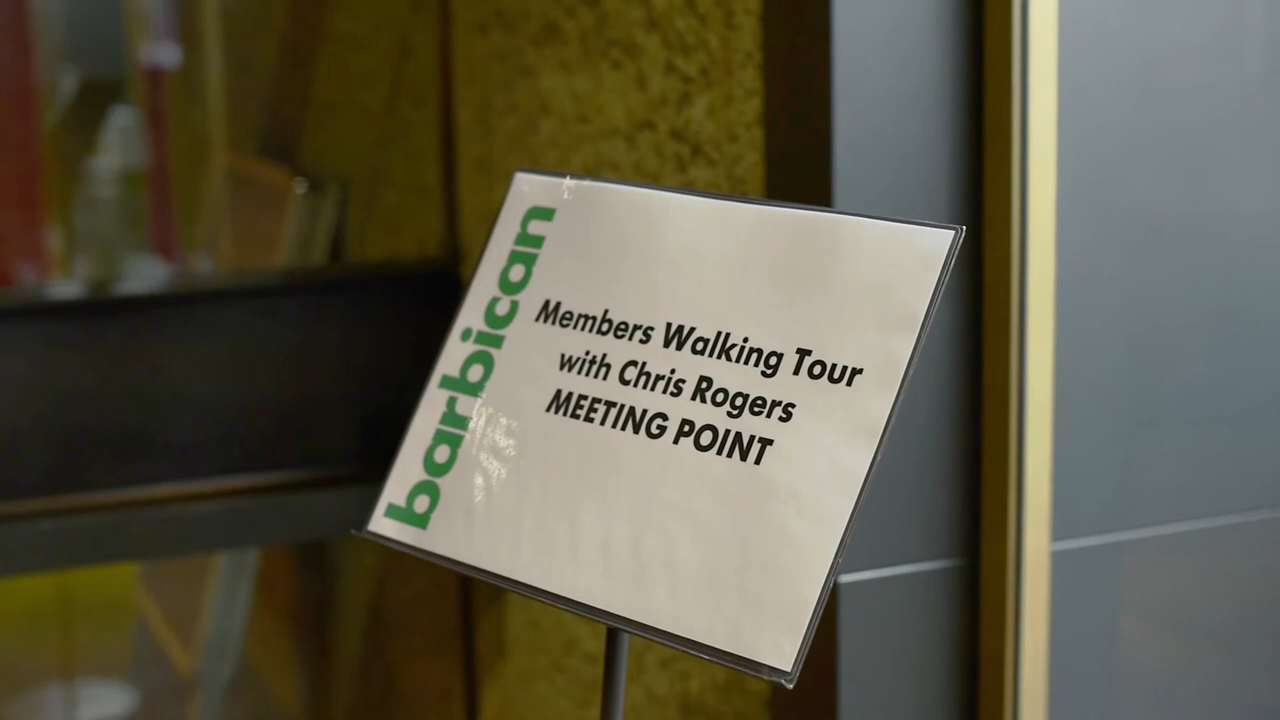 barbican
Members Walking Tour
with Chris Rogers
MEETING POINT